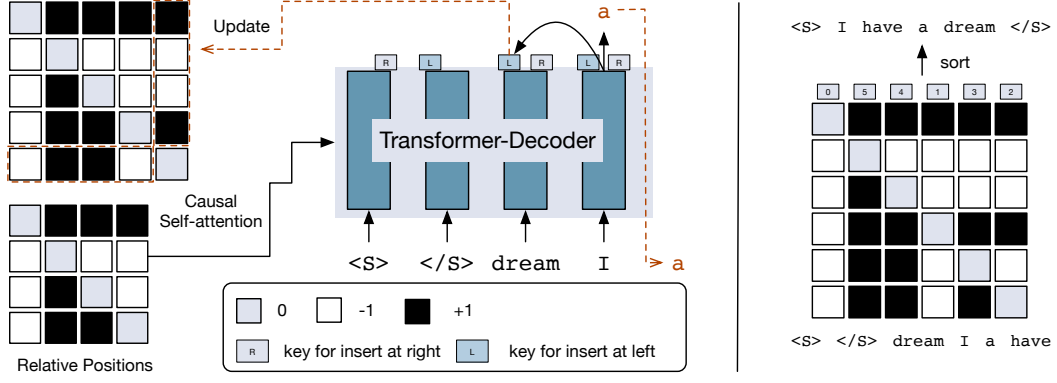 Update
a
R
L
L
R
L
R
Transformer-Decoder
Causal
Self-attention
<S>
</S>
dream
I
a
0
-1
+1
R
key for insert at right
L
key for insert at left
Relative Positions
<S> I have a dream </S>
sort
0 5 4 1 3 2
<S> </S> dream I a have